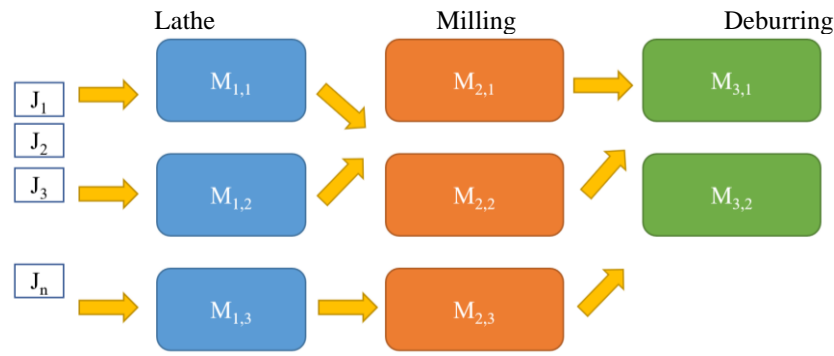 Lathe Milling Deburring
J1 M1,1 M2,1 M3,1
J2
J3 M1,2 M2,2 M3,2
Jn M1,3 M2,3